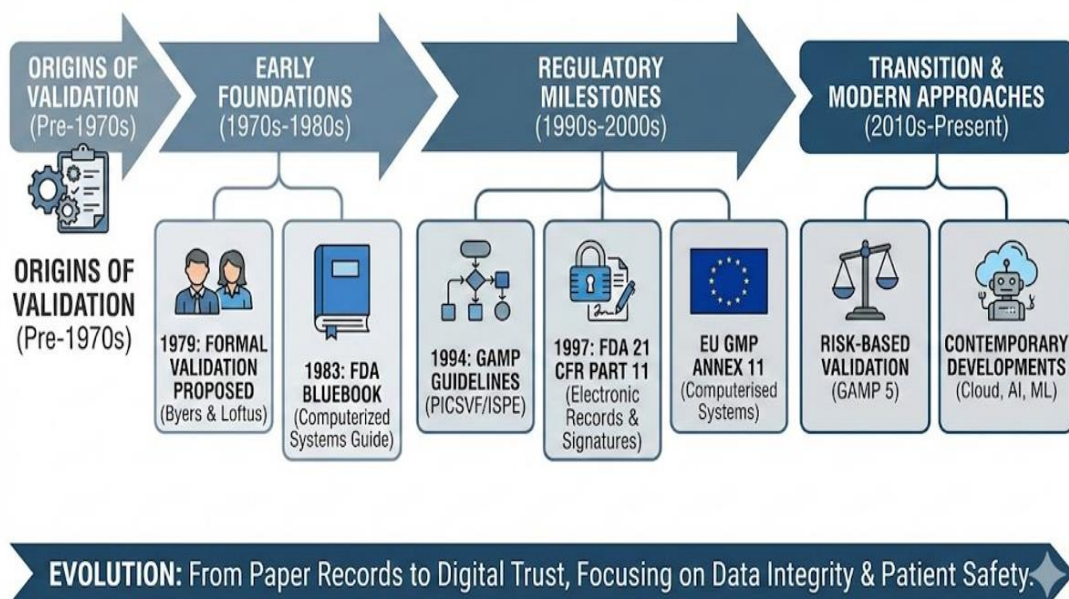 ORIGINS OF
VALIDATION
(Pre-1970s)
EARLY
FOUNDATIONS
(1970s-1980s)
REGULATORY
MILESTONES
(1990s-2000s)
TRANSITION &
MODERN APPROACHES
(2010s-Present)
ORIGINS OF
VALIDATION
(Pre-1970s)
1979: FORMAL
VALIDATION
PROPOSED
(Byers & Loftus)
1983: FDA
BLUEBOOK
(Computerized
Systems Guide)
1994: GAMP
GUIDELINES
(PICSVF/ISPE)
1997: FDA 21
CFR PART 11
(Electronic
Records &
Signatures)
EU GMP
ANNEX 11
(Computerised
Systems)
RISK-BASED
VALIDATION
(GAMP 5)
CONTEMPORARY
DEVELOPMENTS
(Cloud, AI, ML)
EVOLUTION: From Paper Records to Digital Trust, Focusing on Data Integrity & Patient Safety.